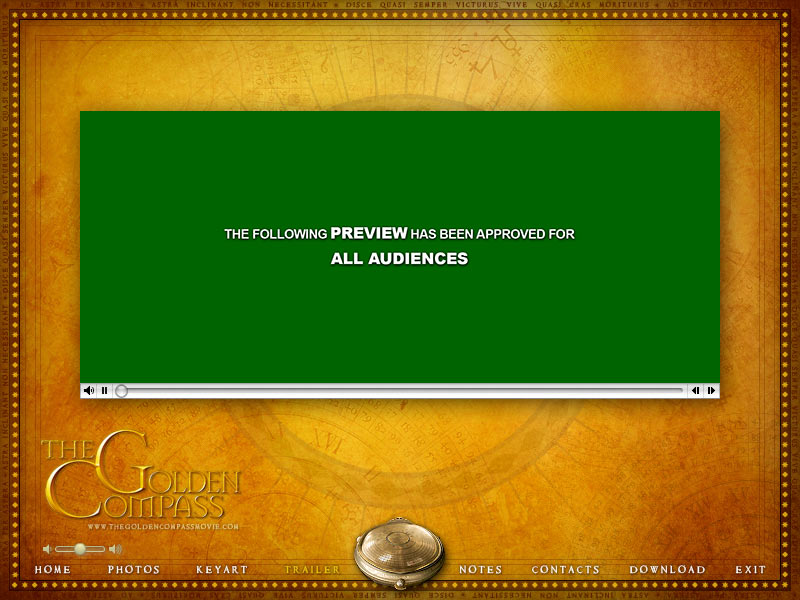 AD ASTRA PER ASPERA ★ ASTRA INCLINANT NON NECESSITANT ★ DISCE QUASI SEMPER VICTURUS VIVE QUASI CRAS MORITURUS ★ AD ASTRA PER ASPERA
THE FOLLOWING PREVIEW HAS BEEN APPROVED FOR
ALL AUDIENCES
THE
GOLDEN
COMPASS
WWW.THEGOLDENCOMPASSMOVIE.COM
HOME PHOTOS KEYART TRAILER NOTES CONTACTS DOWNLOAD EXIT